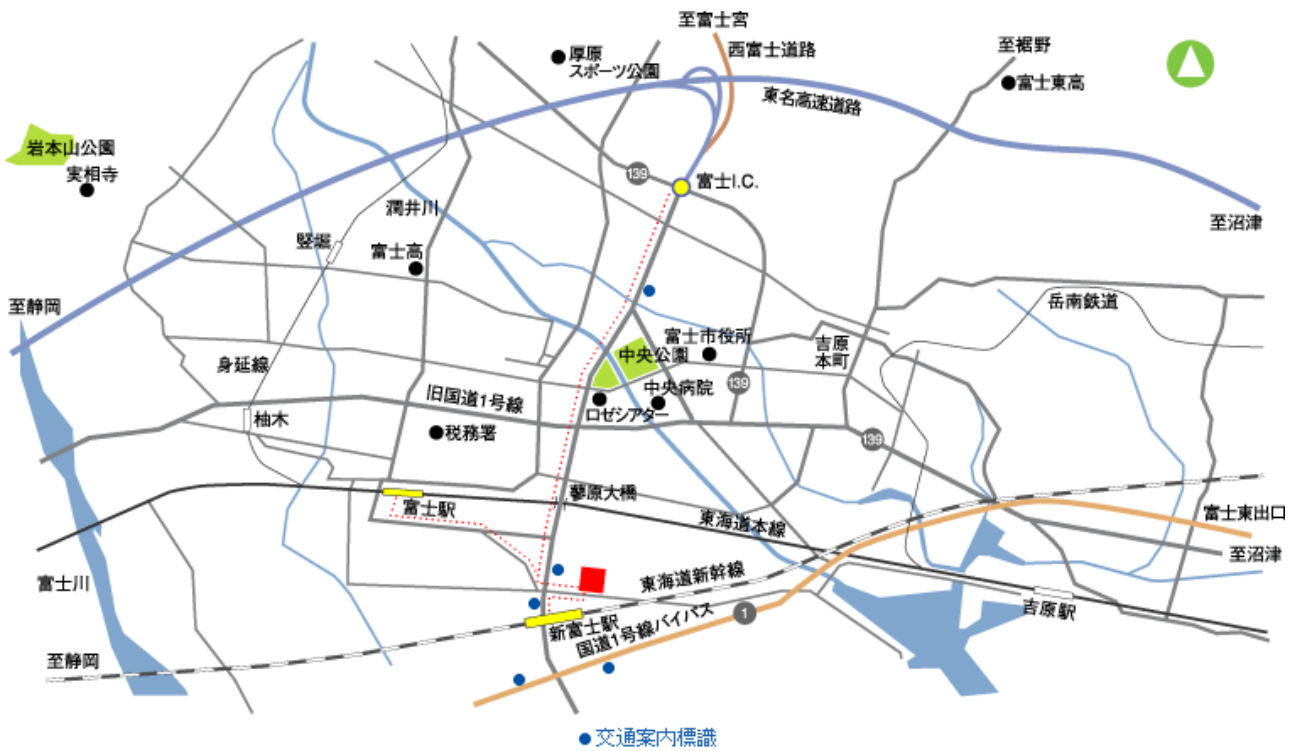 至富士宮
西富士道路
至裾野
厚原
スポーツ公園
富士東高
東名高速道路
岩本山公園
実相寺
139
富士I.C.
潤井川
至沼津
竪堀
富士高
至静岡
岳南鉄道
身延線
中央公園
富士市役所
吉原
本町
139
中央病院
旧国道1号線
ロゼシアター
柚木
税務署
139
蓼原大橋
富士駅
東海道本線
富士東出口
至沼津
富士川
東海道新幹線
吉原駅
新富士駅
国道1号線バイパス
1
至静岡
交通案内標識